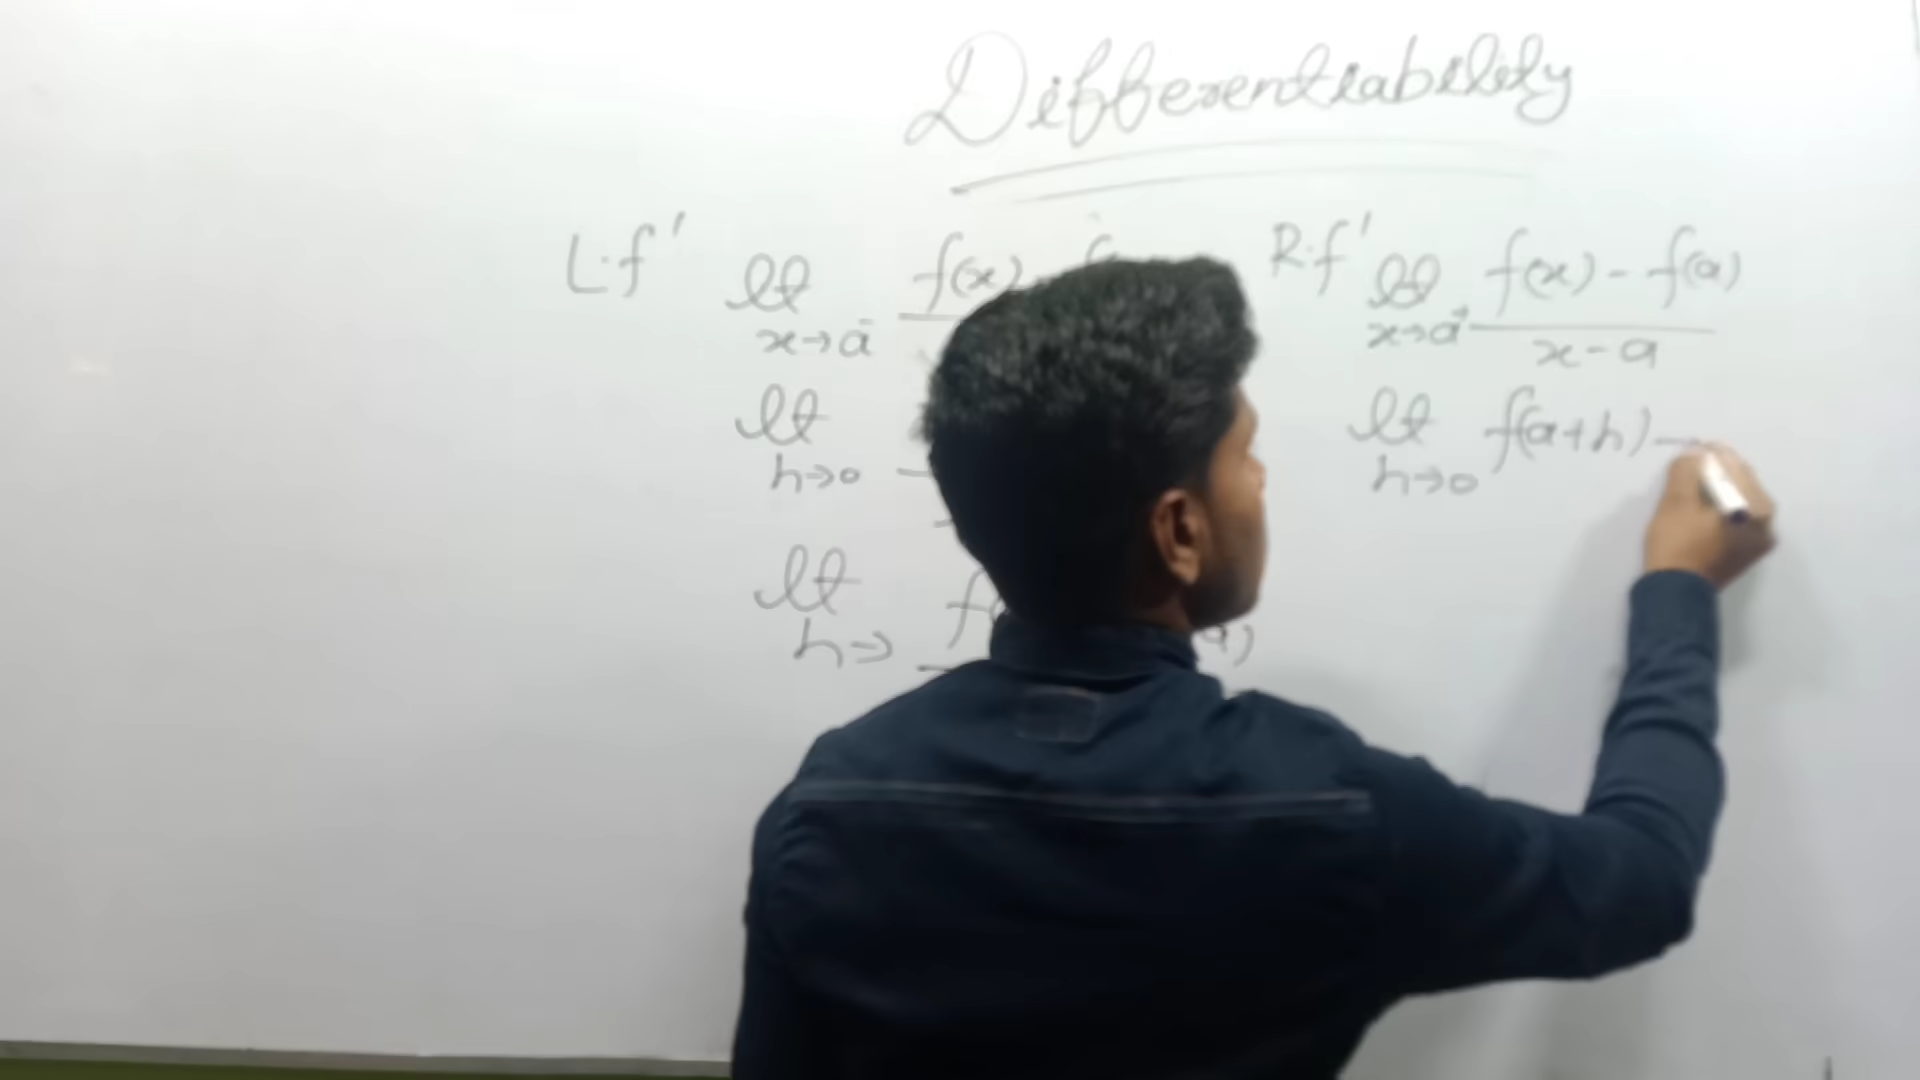 Differentiability
L.f' lt f(x) -
x→a⁻
lt
h→0
lt f(
h→ a)
R.f' lt f(x) - f(a)
x→a⁺ x-a
lt f(a+h) -
h→0